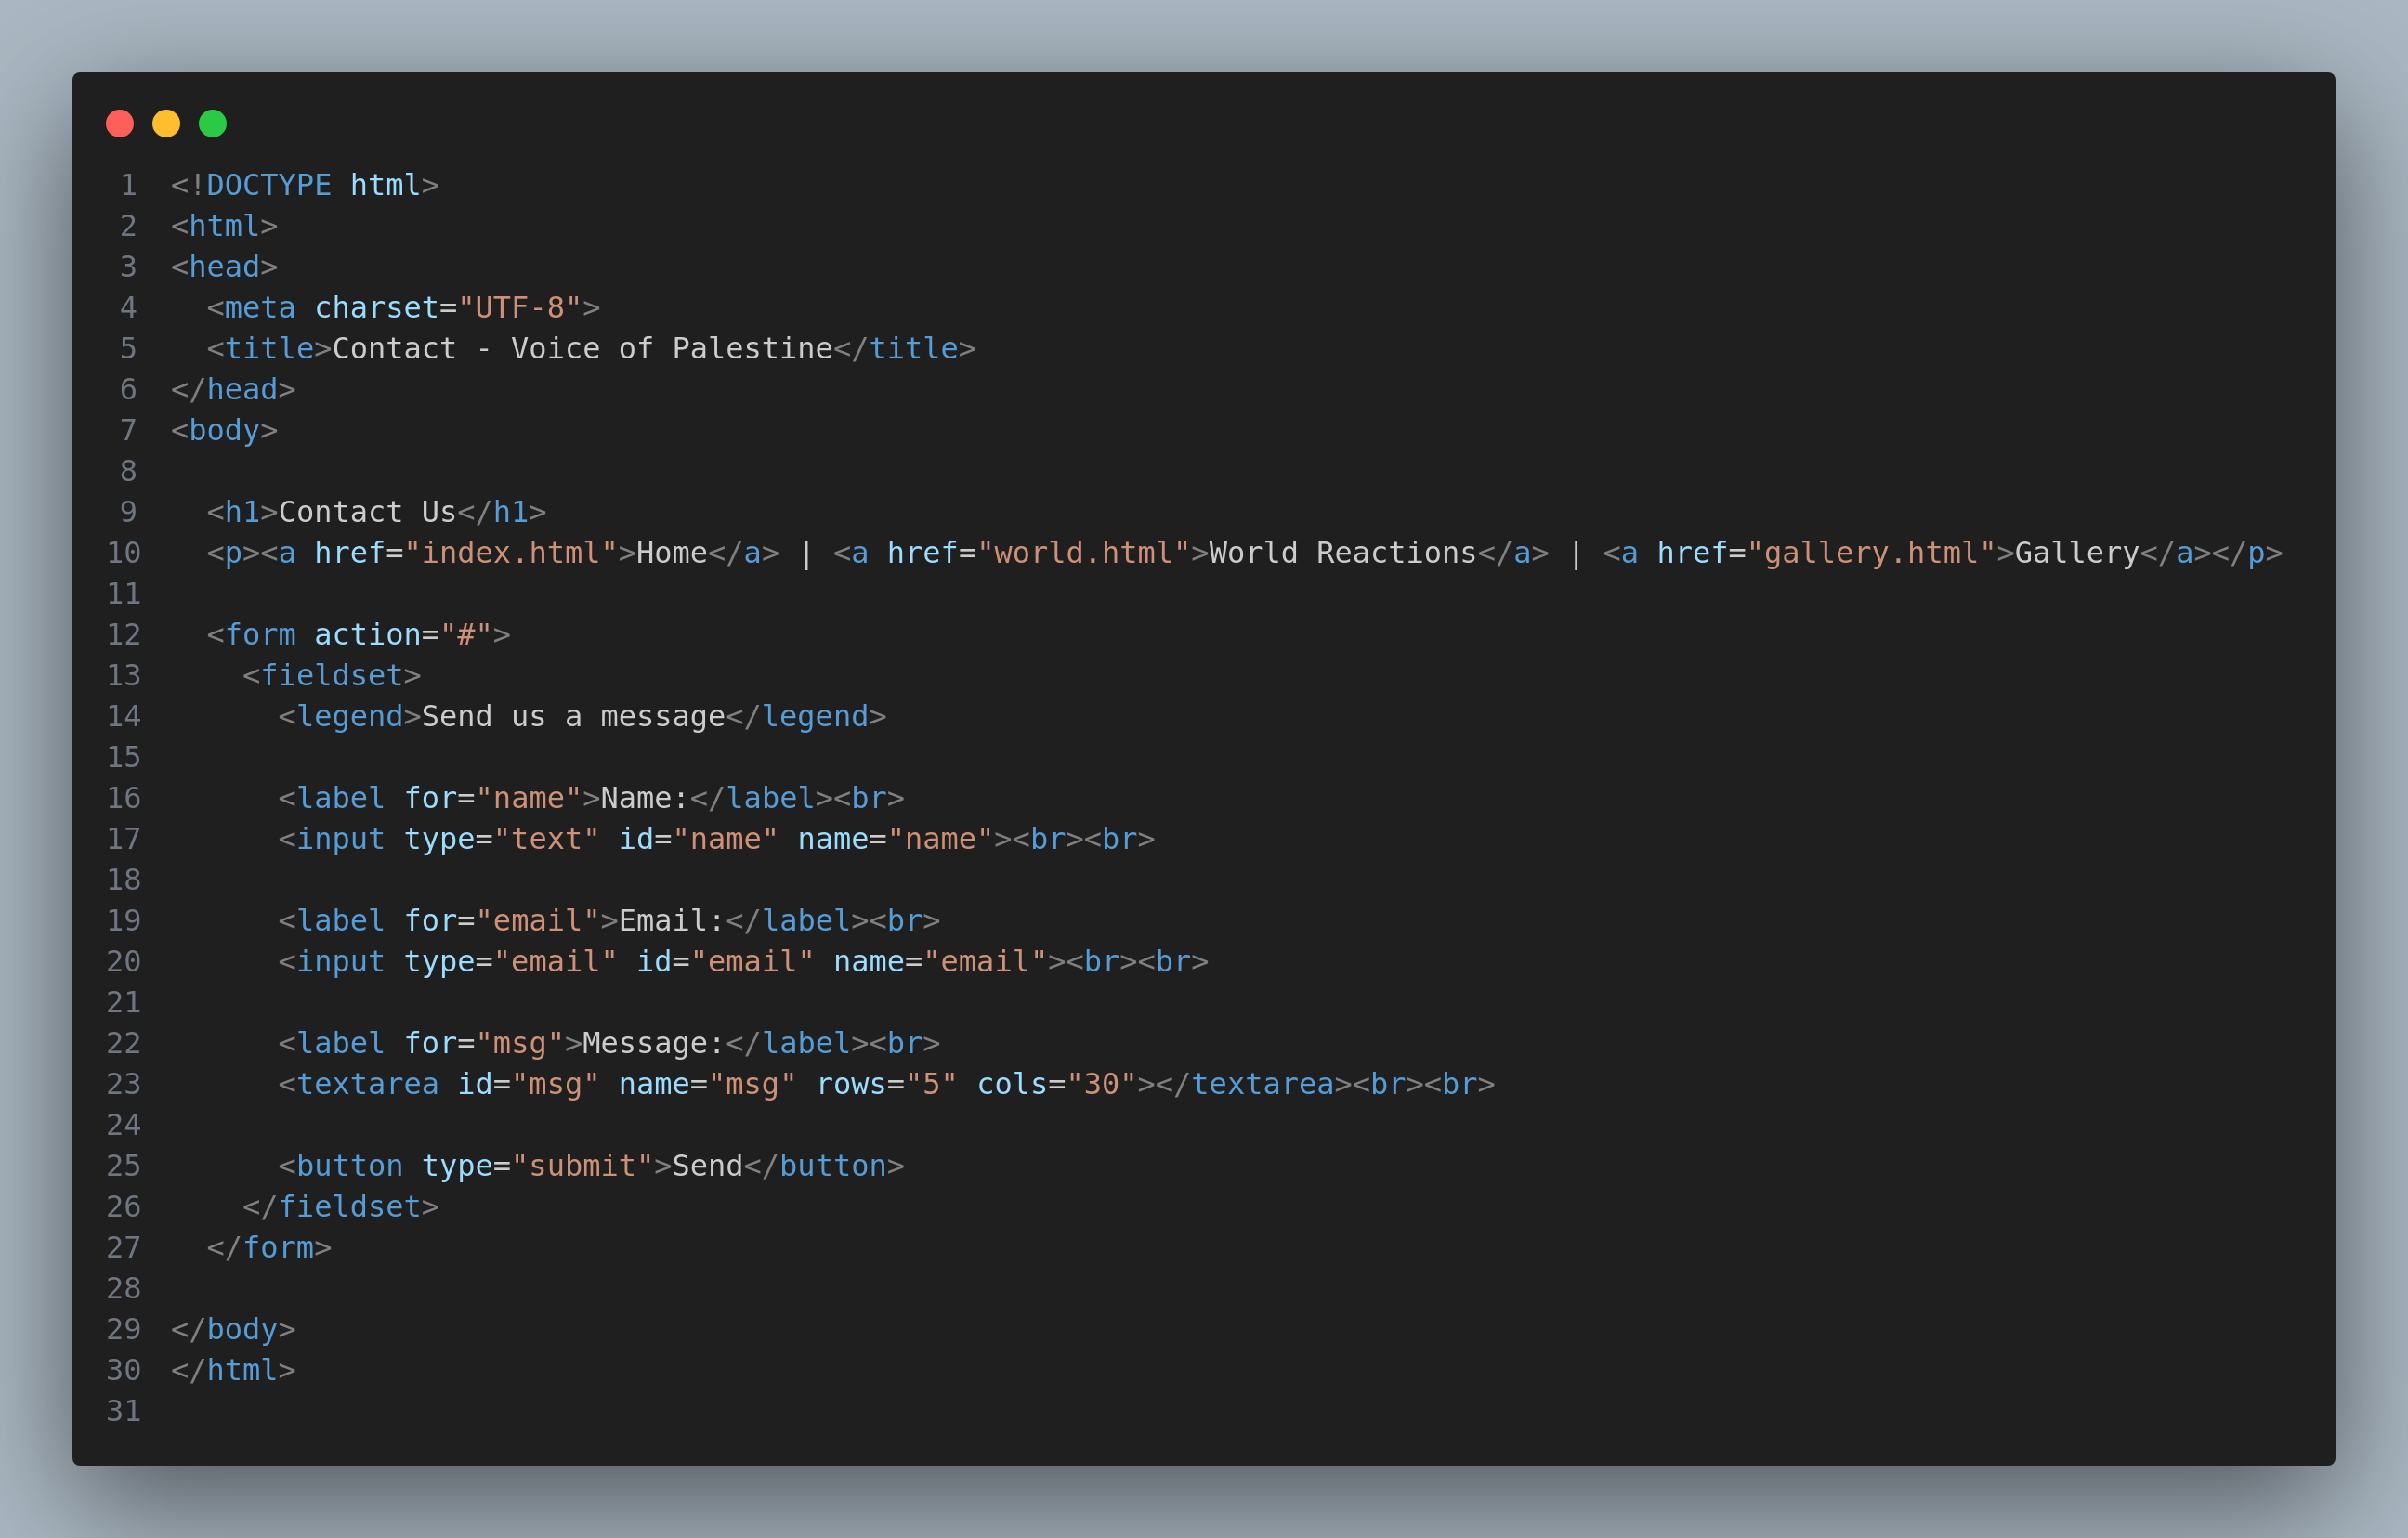 1 <!DOCTYPE html>
2 <html>
3 <head>
4   <meta charset="UTF-8">
5   <title>Contact - Voice of Palestine</title>
6 </head>
7 <body>
8
9   <h1>Contact Us</h1>
10   <p><a href="index.html">Home</a> | <a href="world.html">World Reactions</a> | <a href="gallery.html">Gallery</a></p>
11
12   <form action="#">
13     <fieldset>
14       <legend>Send us a message</legend>
15
16       <label for="name">Name:</label><br>
17       <input type="text" id="name" name="name"><br><br>
18
19       <label for="email">Email:</label><br>
20       <input type="email" id="email" name="email"><br><br>
21
22       <label for="msg">Message:</label><br>
23       <textarea id="msg" name="msg" rows="5" cols="30"></textarea><br><br>
24
25       <button type="submit">Send</button>
26     </fieldset>
27   </form>
28
29 </body>
30 </html>
31